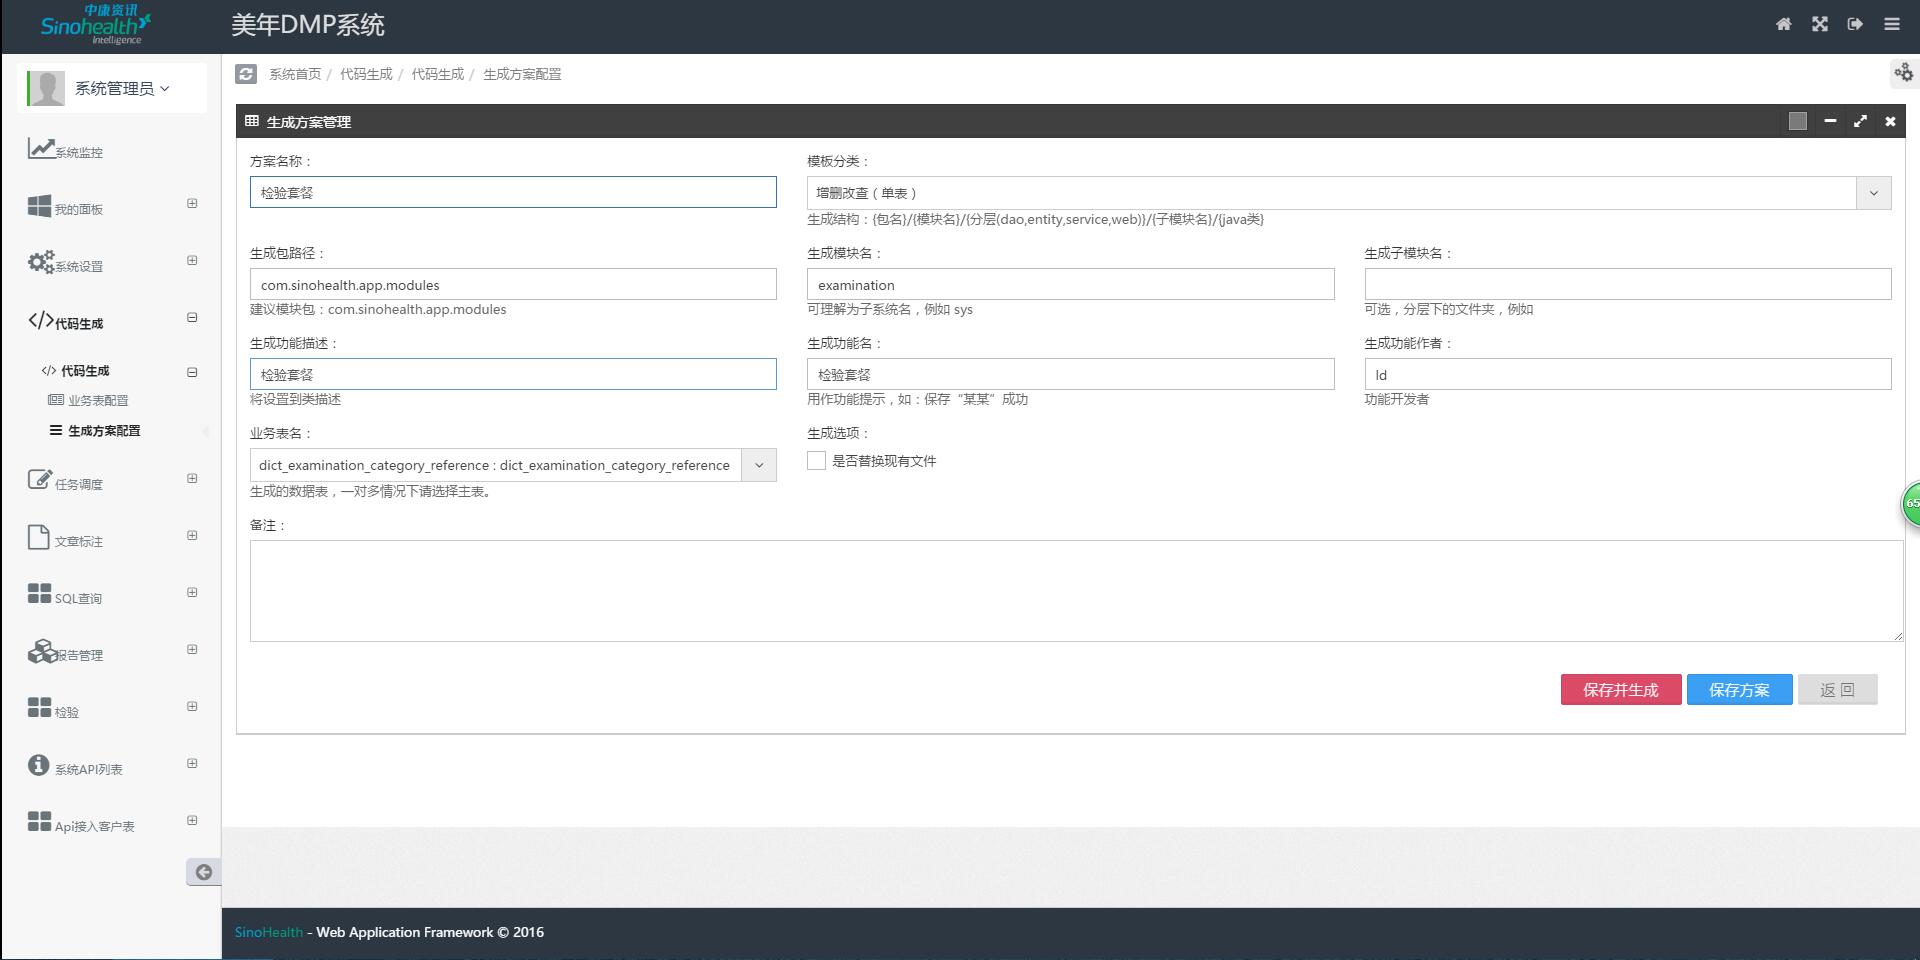 中康资讯
Sinohealth
Intelligence
美年DMP系统
系统管理员
系统首页 / 代码生成 / 代码生成 / 生成方案配置
系统监控
我的面板
系统设置
代码生成
代码生成
业务表配置
生成方案配置
任务调度
文章标注
SQL查询
报告管理
检验
系统API列表
Api接入客户表
生成方案管理
方案名称：
检验套餐
模板分类：
增删改查（单表）
生成结构：{包名}/{模块名}/{分层(dao,entity,service,web)}/{子模块名}/{java类}
生成包路径：
com.sinohealth.app.modules
建议模块包：com.sinohealth.app.modules
生成模块名：
examination
可理解为子系统名，例如 sys
生成子模块名：
可选，分层下的文件夹，例如
生成功能描述：
检验套餐
将设置到类描述
生成功能名：
检验套餐
用作功能提示，如：保存“某某”成功
生成功能作者：
ld
功能开发者
业务表名：
dict_examination_category_reference : dict_examination_category_reference
生成的数据表，一对多情况下请选择主表。
生成选项：
是否替换现有文件
备注：
保存并生成
保存方案
返 回
65
SinoHealth - Web Application Framework © 2016